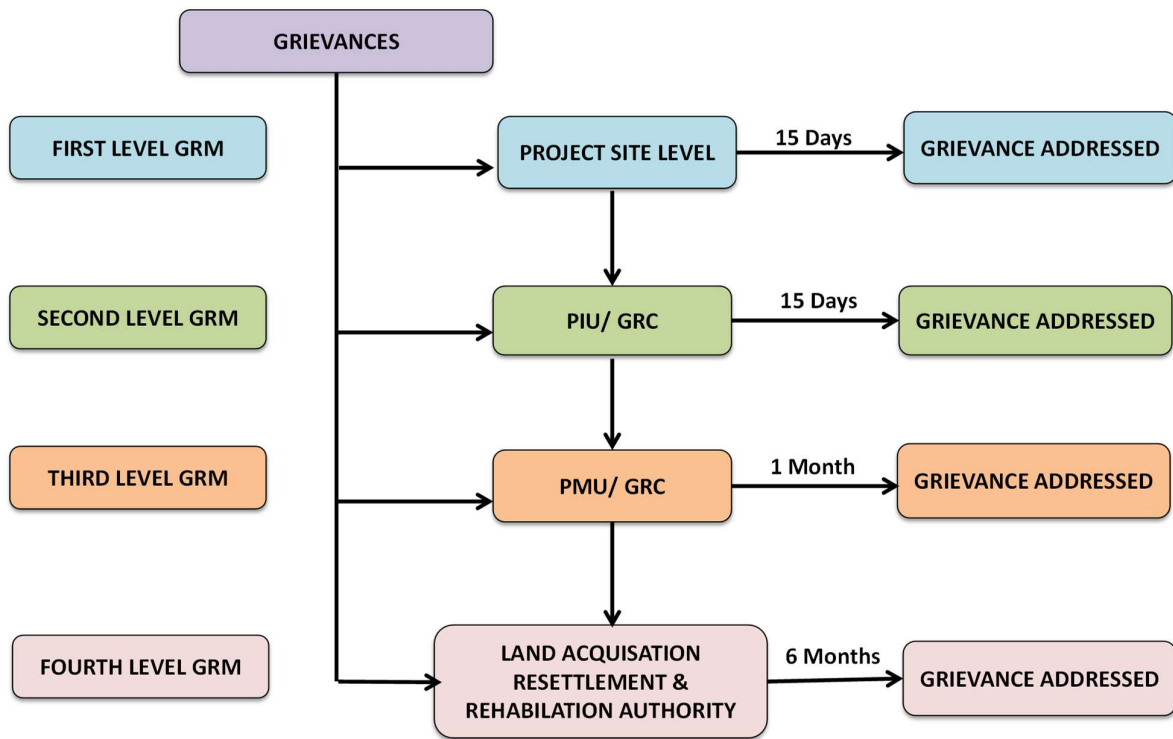 GRIEVANCES
FIRST LEVEL GRM
PROJECT SITE LEVEL
15 Days
GRIEVANCE ADDRESSED
SECOND LEVEL GRM
PIU/ GRC
15 Days
GRIEVANCE ADDRESSED
THIRD LEVEL GRM
PMU/ GRC
1 Month
GRIEVANCE ADDRESSED
FOURTH LEVEL GRM
LAND ACQUISATION
RESETTLEMENT &
REHABILATION AUTHORITY
6 Months
GRIEVANCE ADDRESSED